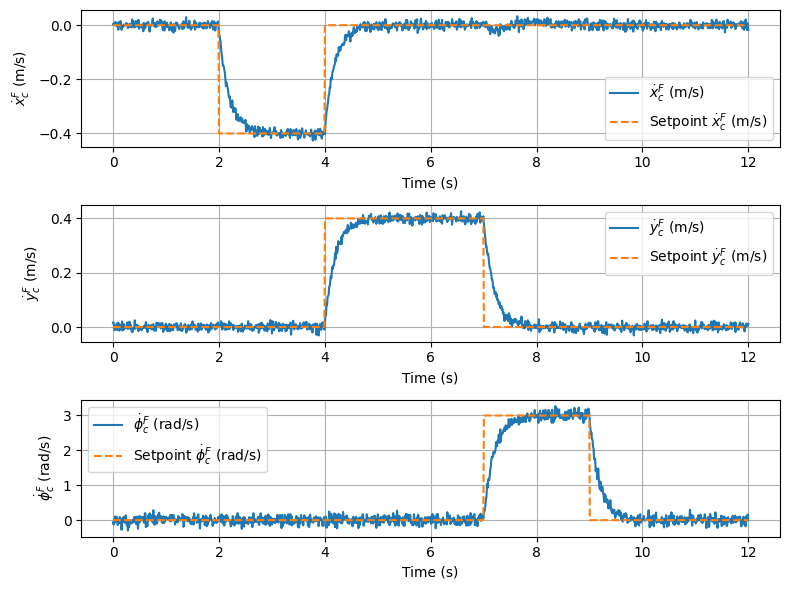 0.0
−0.2
−0.4
ẋ_c^F (m/s)
ẋ_c^F (m/s)
Setpoint ẋ_c^F (m/s)
0 2 4 6 8 10 12
Time (s)
0.4
0.2
0.0
ẏ_c^F (m/s)
ẏ_c^F (m/s)
Setpoint ẏ_c^F (m/s)
0 2 4 6 8 10 12
Time (s)
3
2
1
0
ϕ̇_c^F (rad/s)
ϕ̇_c^F (rad/s)
Setpoint ϕ̇_c^F (rad/s)
0 2 4 6 8 10 12
Time (s)